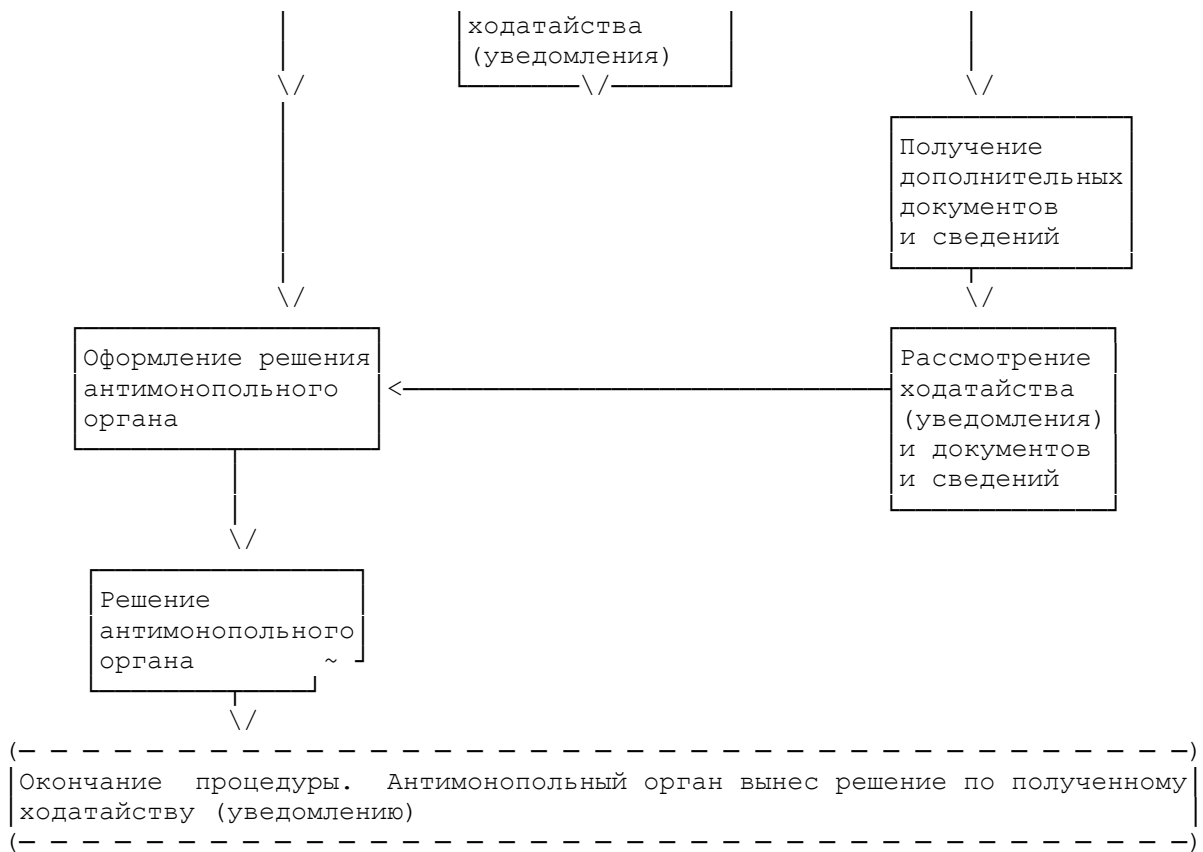 ходатайства
(уведомления)
Получение
дополнительных
документов
и сведений
Оформление решения
антимонопольного
органа
Рассмотрение
ходатайства
(уведомления)
и документов
и сведений
Решение
антимонопольного
органа ~
Окончание процедуры. Антимонопольный орган вынес решение по полученному
ходатайству (уведомлению)